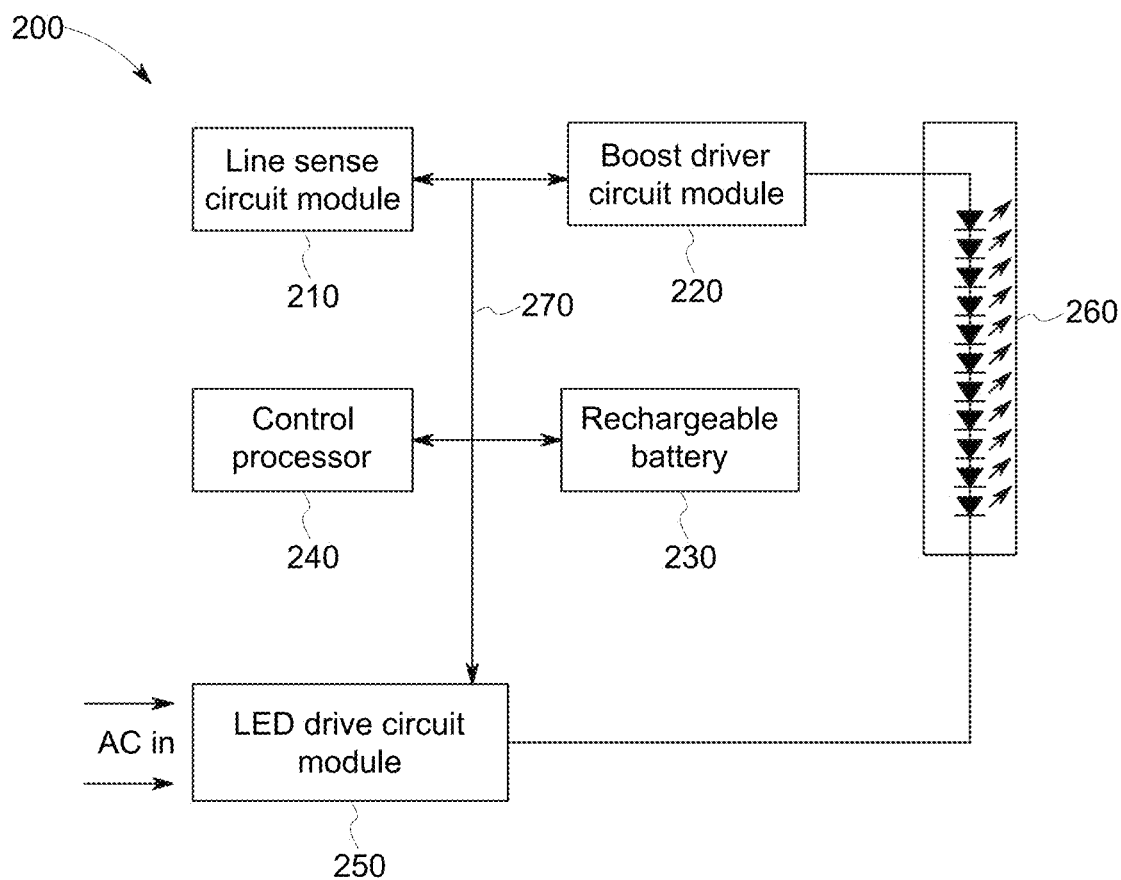 200
Line sense
circuit module
210
Boost driver
circuit module
220
270
260
Control
processor
240
Rechargeable
battery
230
AC in
LED drive circuit
module
250